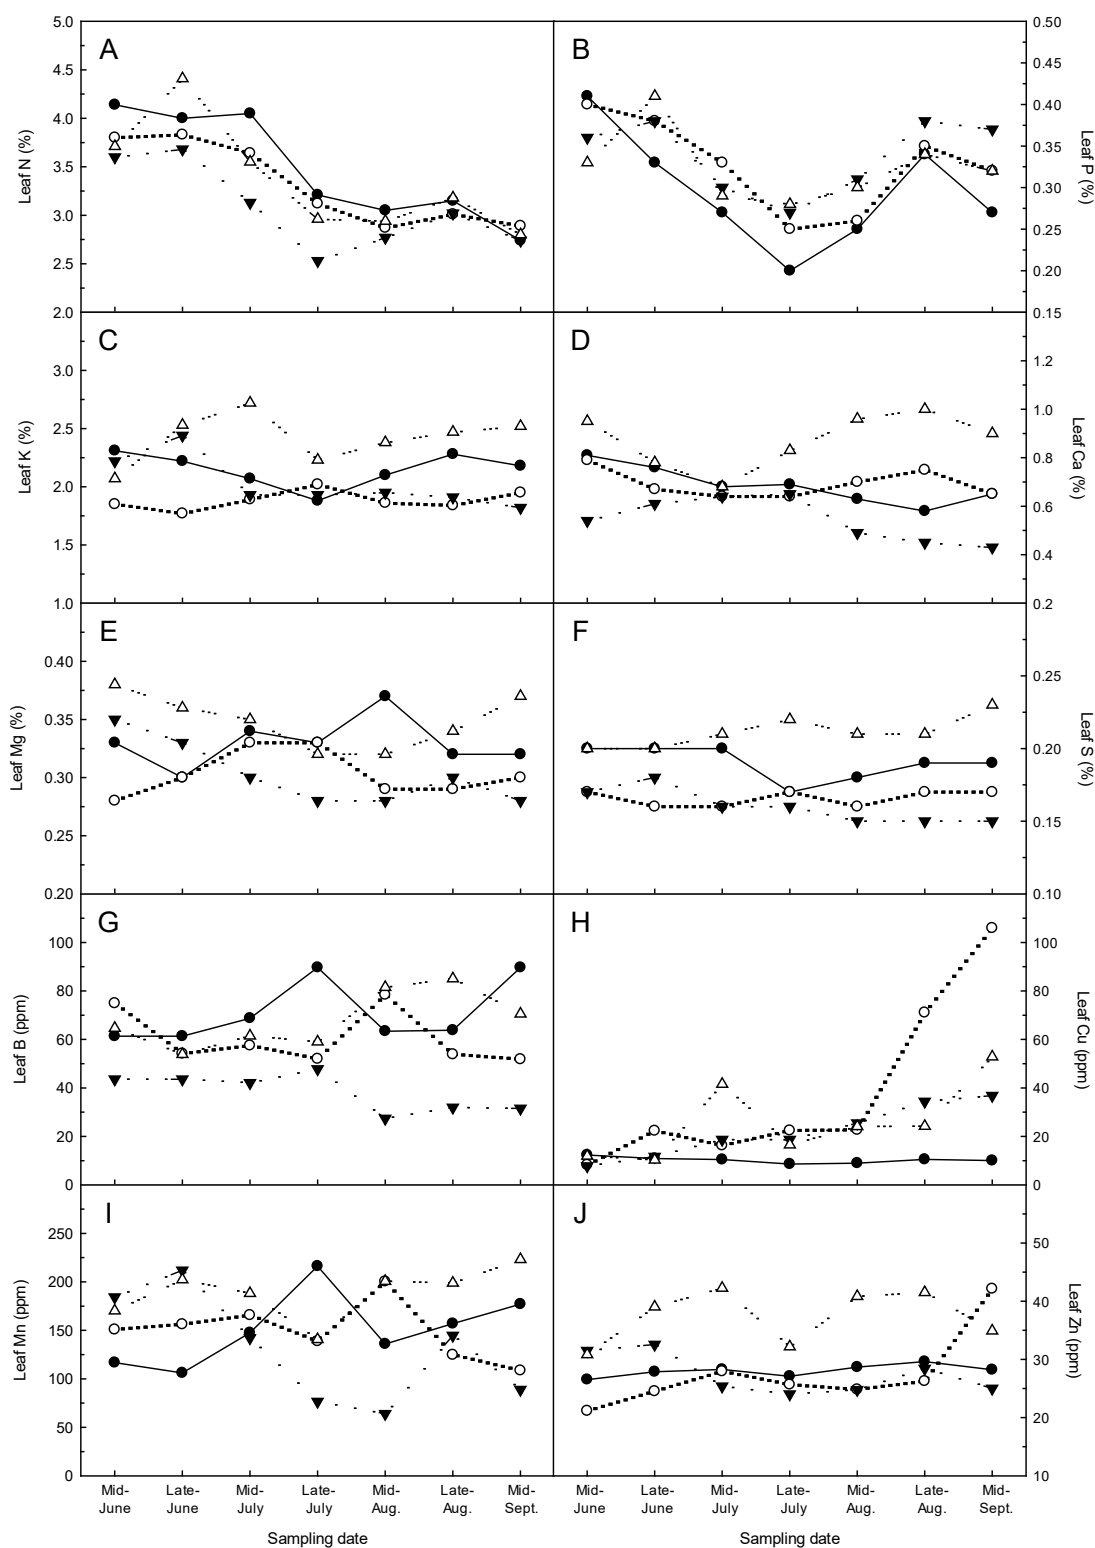 A
B
5.0
4.5
4.0
3.5
3.0
2.5
2.0
Leaf N (%)
0.50
0.45
0.40
0.35
0.30
0.25
0.20
0.15
Leaf P (%)
C
D
3.0
2.5
2.0
1.5
1.0
Leaf K (%)
1.2
1.0
0.8
0.6
0.4
0.2
Leaf Ca (%)
E
F
0.40
0.35
0.30
0.25
0.20
Leaf Mg (%)
0.25
0.20
0.15
0.10
Leaf S (%)
G
H
100
80
60
40
20
0
Leaf B (ppm)
100
80
60
40
20
0
Leaf Cu (ppm)
I
J
250
200
150
100
50
0
Leaf Mn (ppm)
50
40
30
20
10
Leaf Zn (ppm)
Mid- Late- Mid- Late- Mid- Late- Mid-
June June July July Aug. Aug. Sept.
Sampling date
Mid- Late- Mid- Late- Mid- Late- Mid-
June June July July Aug. Aug. Sept.
Sampling date